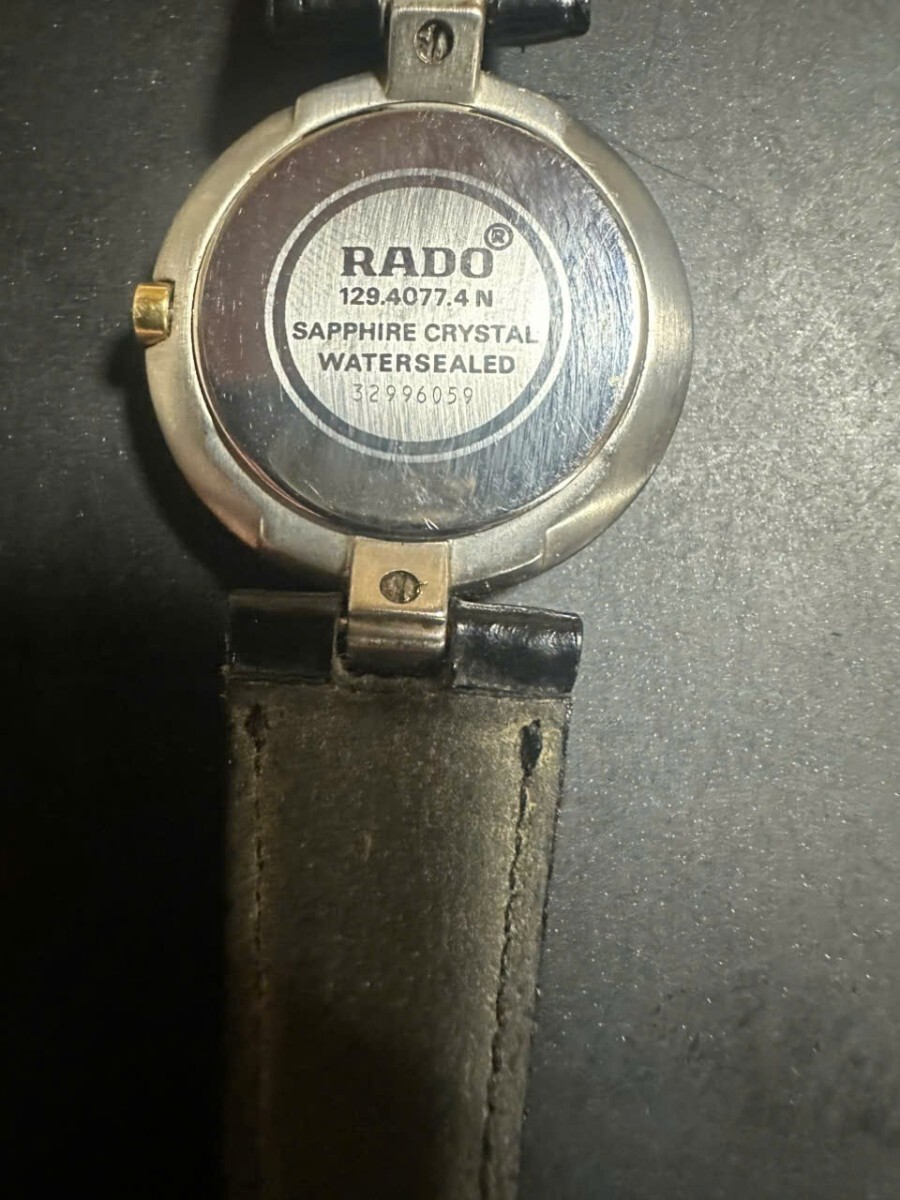 RADO®
129.4077.4 N
SAPPHIRE CRYSTAL
WATERSEALED
32996059